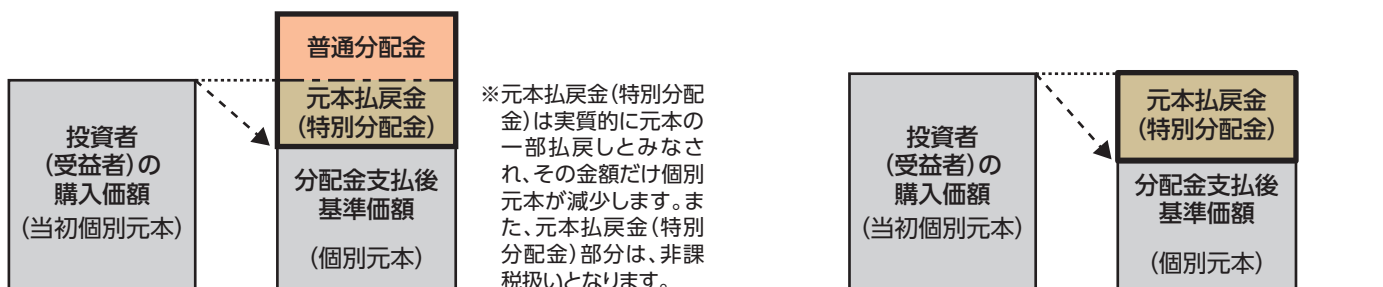 普通分配金
元本払戻金
(特別分配金)
投資者
(受益者)の
購入価額
(当初個別元本)
分配金支払後
基準価額
(個別元本)
※元本払戻金(特別分配
金)は実質的に元本の
一部払戻しとみなさ
れ、その金額だけ個別
元本が減少します。ま
た、元本払戻金(特別
分配金)部分は、非課
税扱いとなります。
元本払戻金
(特別分配金)
投資者
(受益者)の
購入価額
(当初個別元本)
分配金支払後
基準価額
(個別元本)